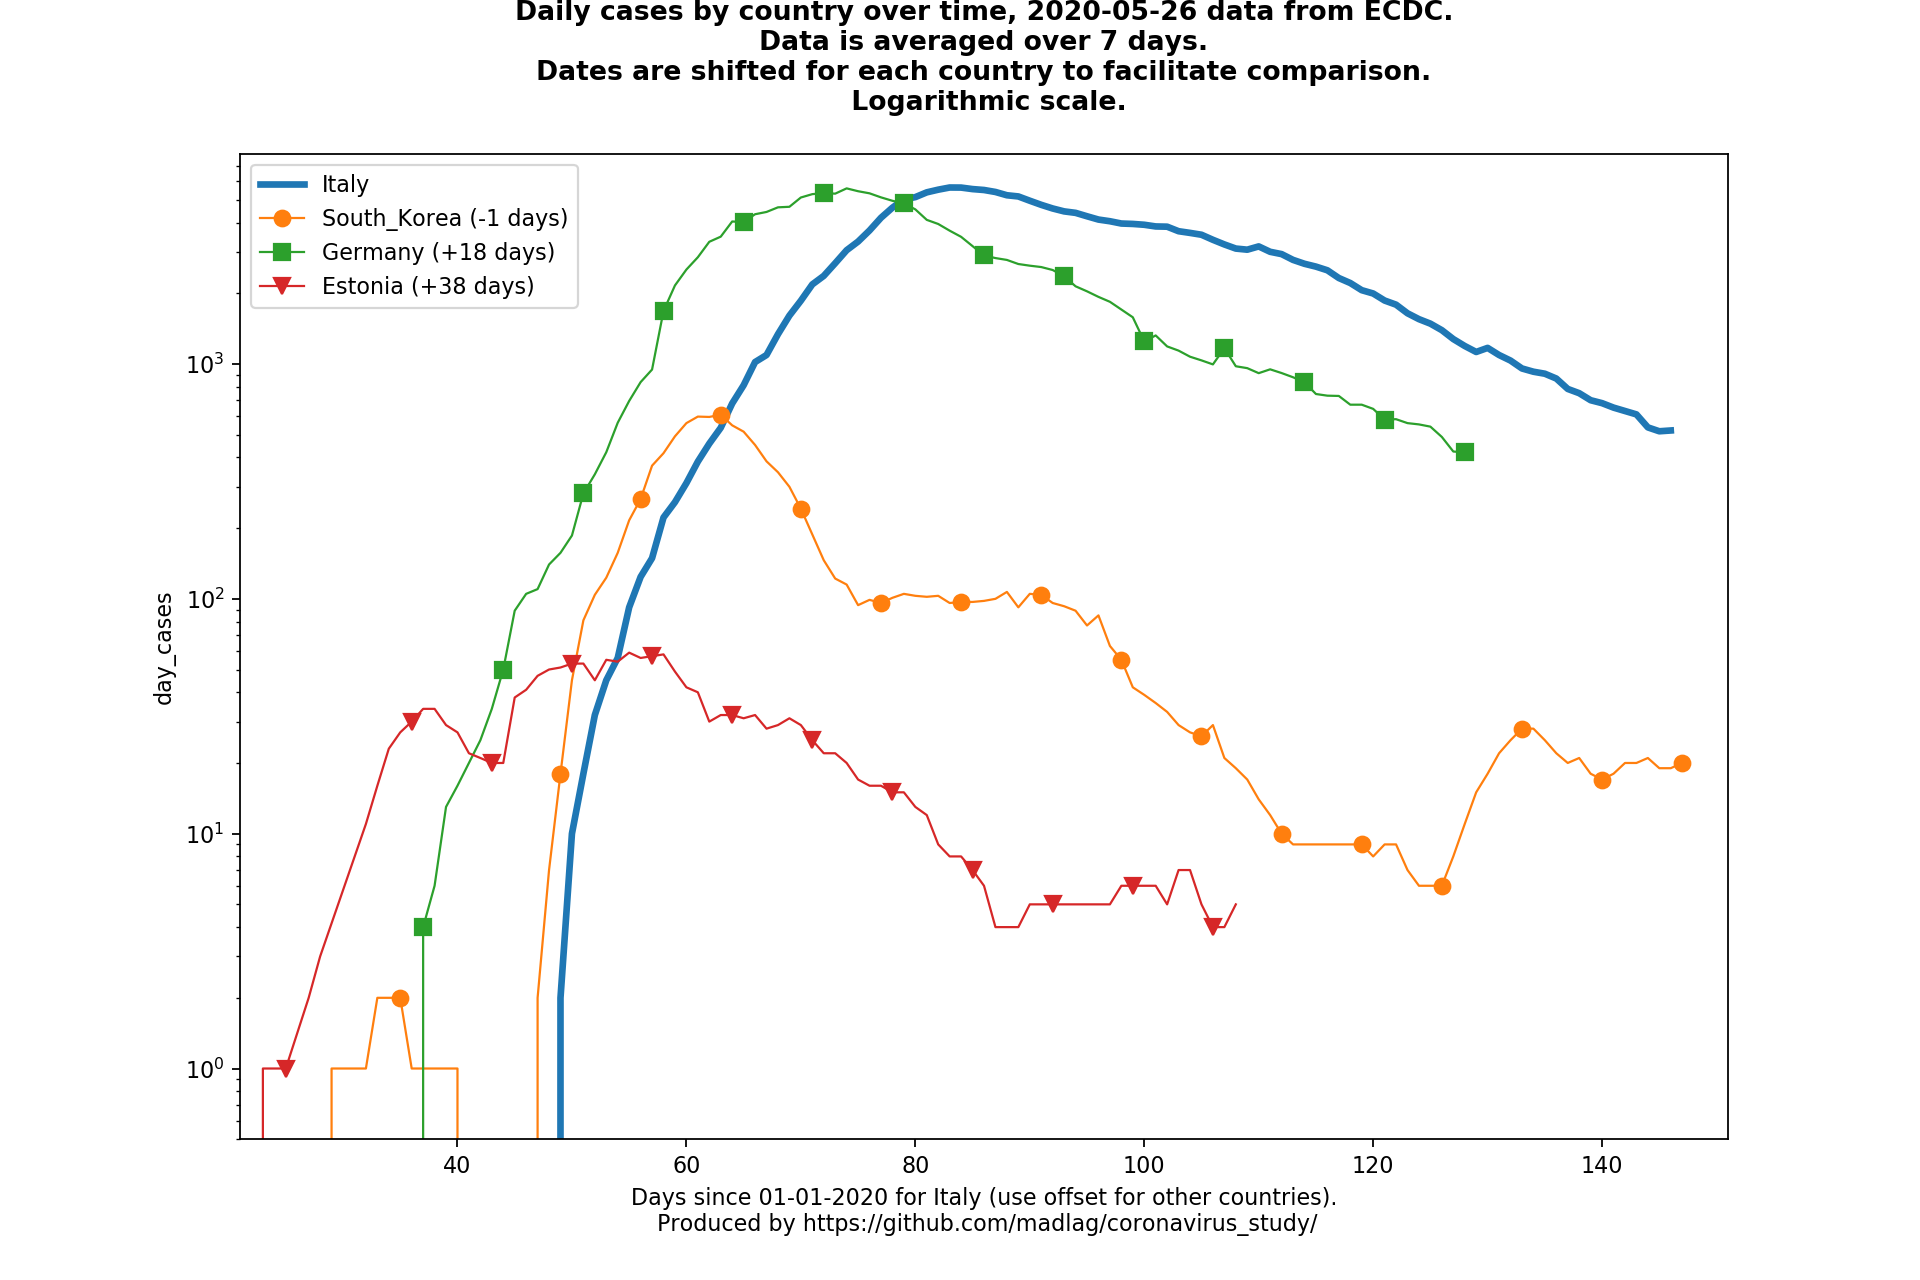 Daily cases by country over time, 2020-05-26 data from ECDC.
Data is averaged over 7 days.
Dates are shifted for each country to facilitate comparison.
Logarithmic scale.
Italy
South_Korea (-1 days)
Germany (+18 days)
Estonia (+38 days)
day_cases
10³
10²
10¹
10⁰
40 60 80 100 120 140
Days since 01-01-2020 for Italy (use offset for other countries).
Produced by https://github.com/madlag/coronavirus_study/